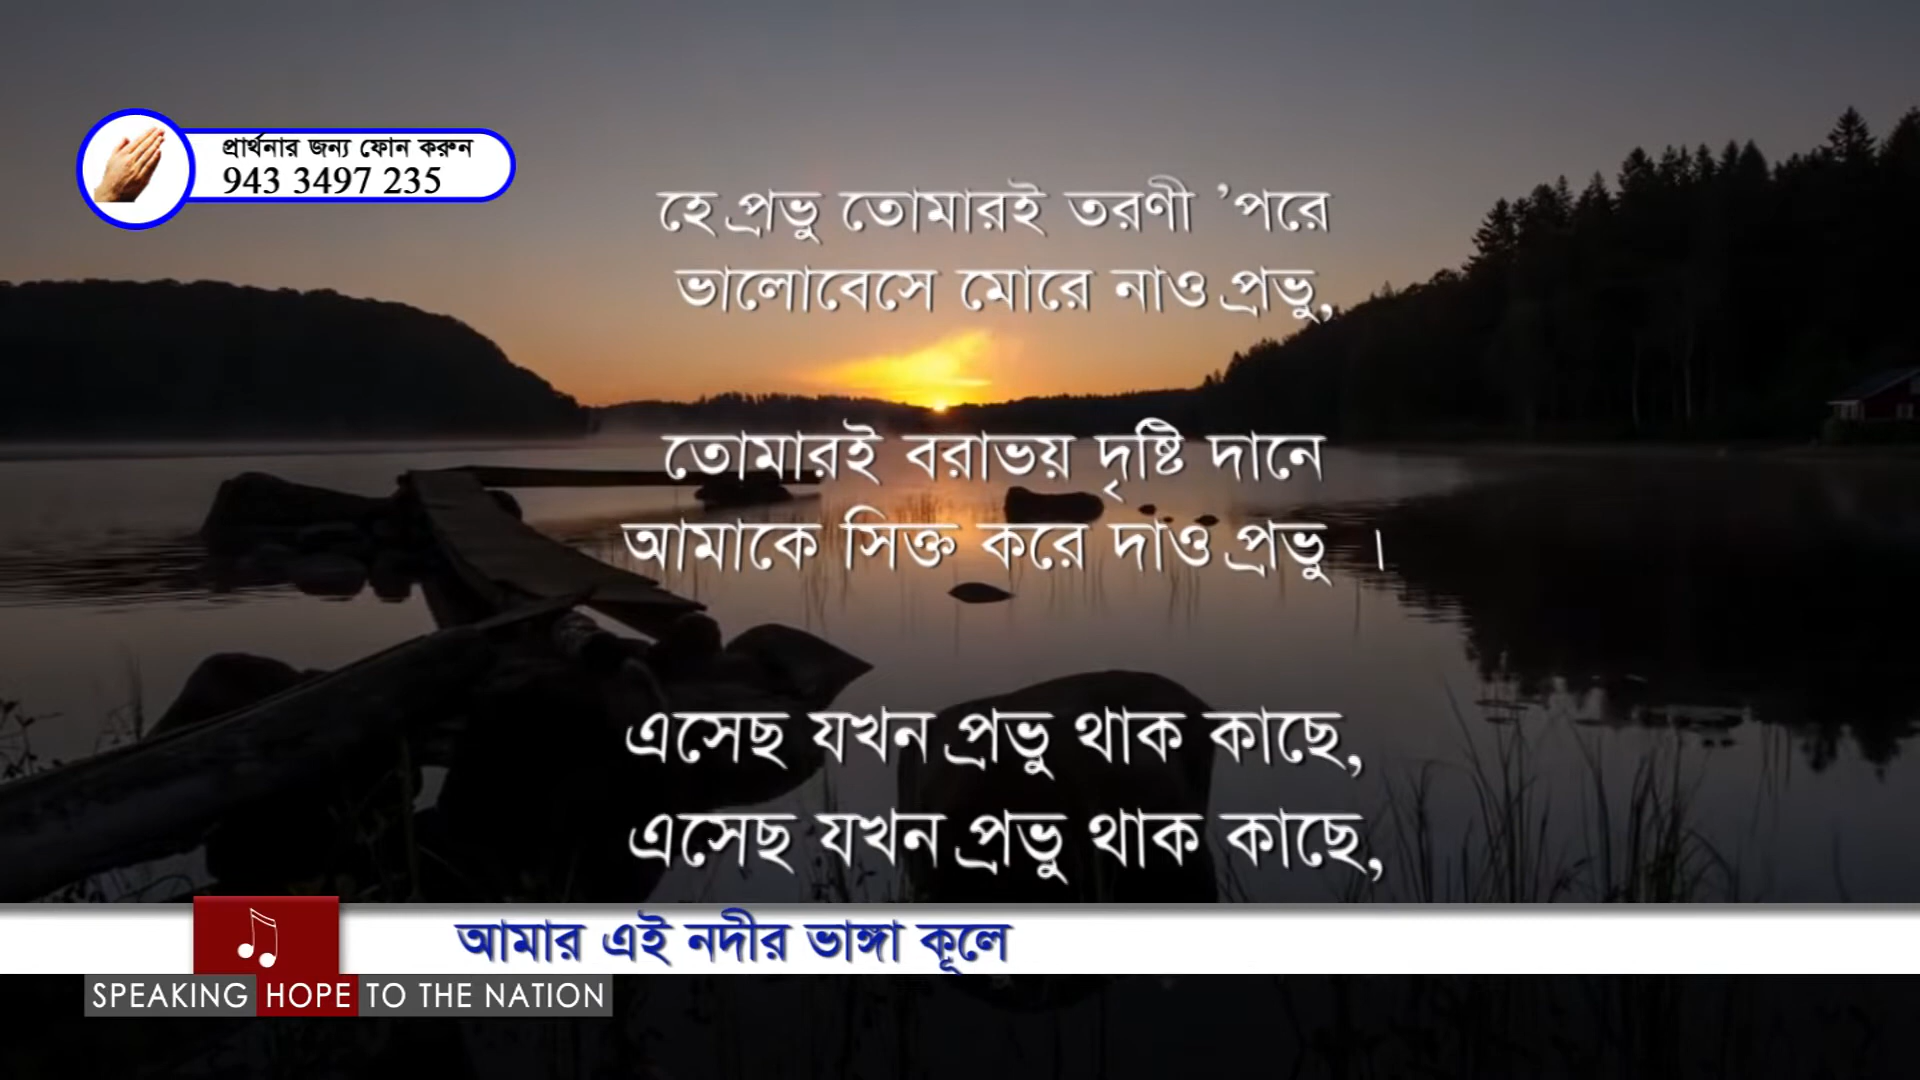 প্রার্থনার জন্য ফোন করুন
943 3497 235
হে প্রভু তোমারই তরণী ’পরে
ভালোবেসে মোরে নাও প্রভু,
তোমারই বরাভয় দৃষ্টি দানে
আমাকে সিক্ত করে দাও প্রভু ।
এসেছ যখন প্রভু থাক কাছে,
এসেছ যখন প্রভু থাক কাছে,
আমার এই নদীর ভাঙ্গা কূলে
SPEAKING HOPE TO THE NATION